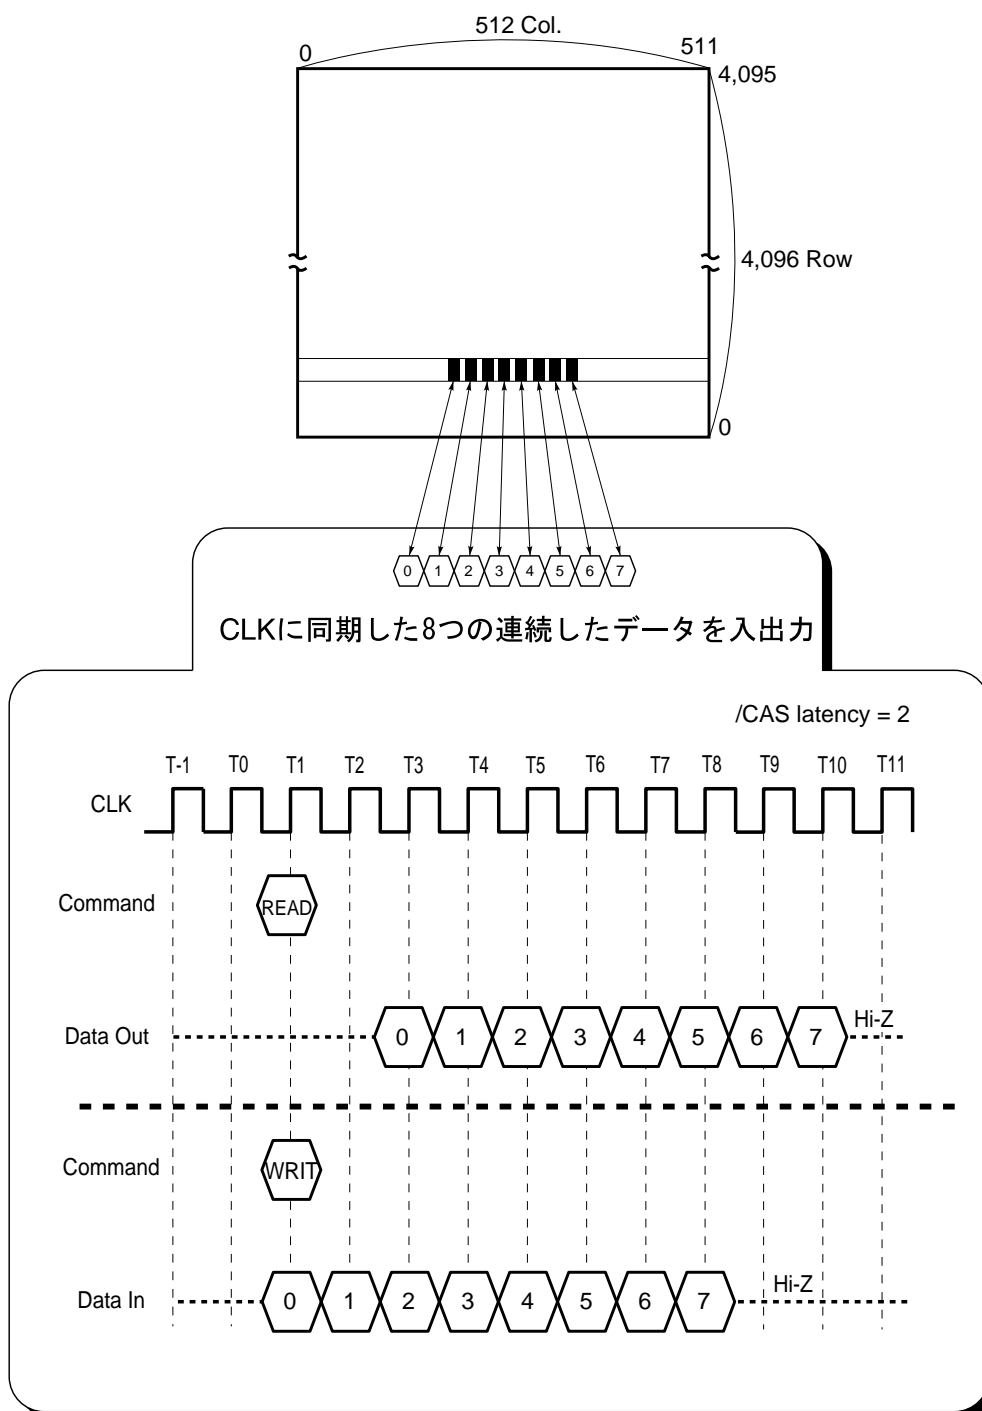 512 Col.
0
511
4,095
4,096 Row
0
0 1 2 3 4 5 6 7
CLKに同期した8つの連続したデータを入出力
/CAS latency = 2
T-1 T0 T1 T2 T3 T4 T5 T6 T7 T8 T9 T10 T11
CLK
Command READ
Data Out 0 1 2 3 4 5 6 7 Hi-Z
Command WRIT
Data In 0 1 2 3 4 5 6 7 Hi-Z